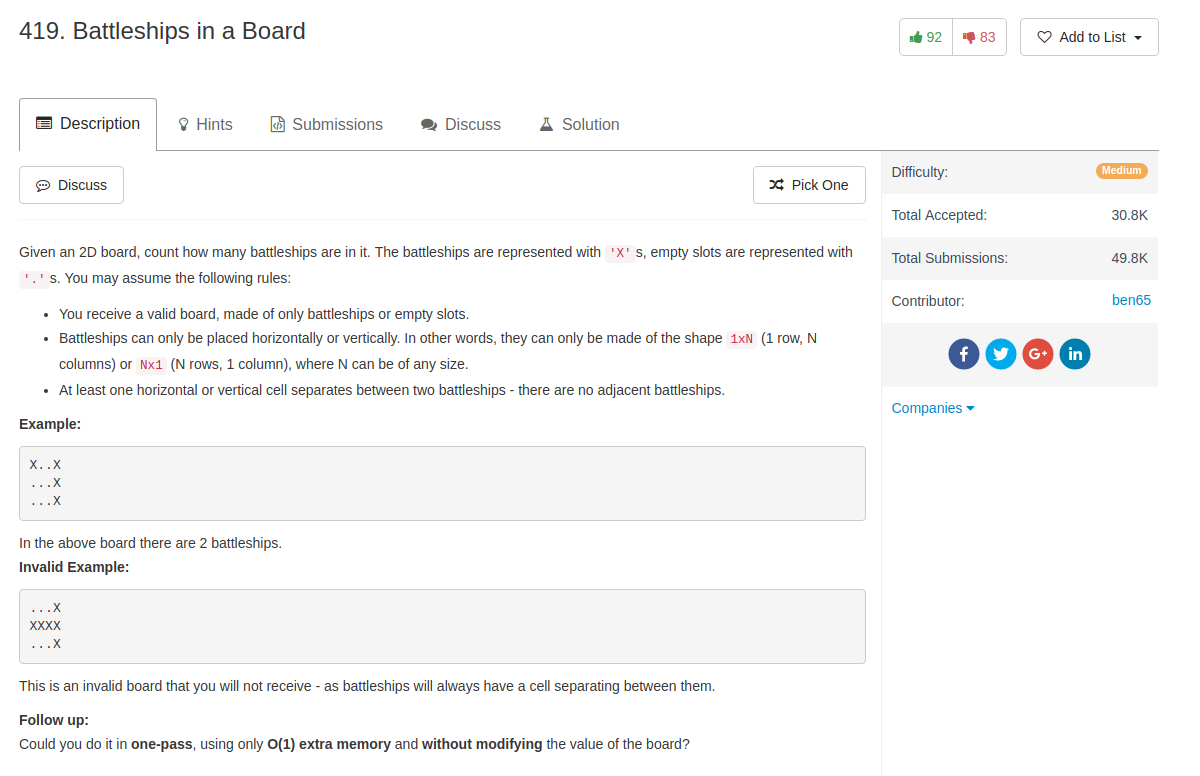 419. Battleships in a Board
92 83 Add to List
Description Hints Submissions Discuss Solution
Discuss Pick One
Difficulty: Medium
Total Accepted: 30.8K
Total Submissions: 49.8K
Contributor: ben65
Companies
Given an 2D board, count how many battleships are in it. The battleships are represented with 'X's, empty slots are represented with
'.'s. You may assume the following rules:
• You receive a valid board, made of only battleships or empty slots.
• Battleships can only be placed horizontally or vertically. In other words, they can only be made of the shape 1xN (1 row, N
columns) or Nx1 (N rows, 1 column), where N can be of any size.
• At least one horizontal or vertical cell separates between two battleships - there are no adjacent battleships.
Example:
X..X
...X
...X
In the above board there are 2 battleships.
Invalid Example:
...X
XXXX
...X
This is an invalid board that you will not receive - as battleships will always have a cell separating between them.
Follow up:
Could you do it in one-pass, using only O(1) extra memory and without modifying the value of the board?